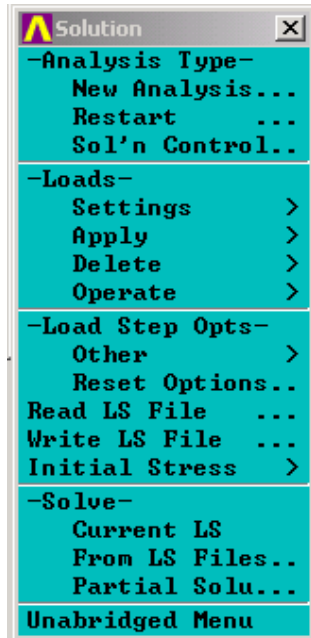 Solution
-Analysis Type-
New Analysis...
Restart ...
Sol'n Control..
-Loads-
Settings >
Apply >
Delete >
Operate >
-Load Step Opts-
Other >
Reset Options..
Read LS File ...
Write LS File ...
Initial Stress >
-Solve-
Current LS
From LS Files..
Partial Solu...
Unabridged Menu